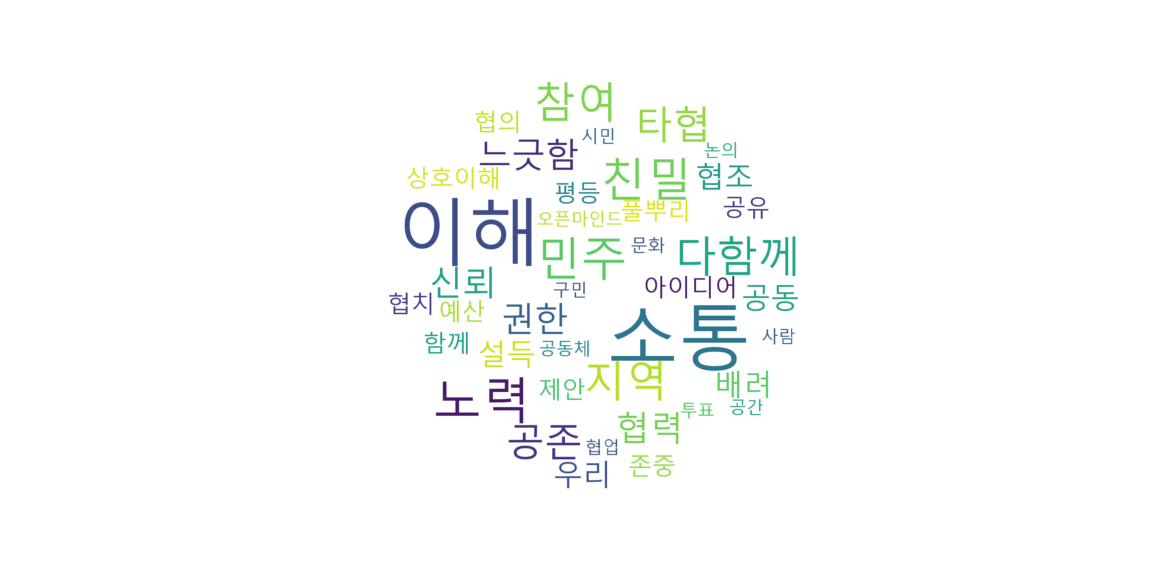 참여
타협
협의
시민
느긋함
논의
친밀
협조
상호이해
평등
공유
풀뿌리
오픈마인드
이해
민주
문화
다함께
신뢰
아이디어
구민
공동
협치
예산
권한
소통
사람
함께
설득
공동체
지역
배려
노력
제안
투표
공간
협력
공존
협업
존중
우리